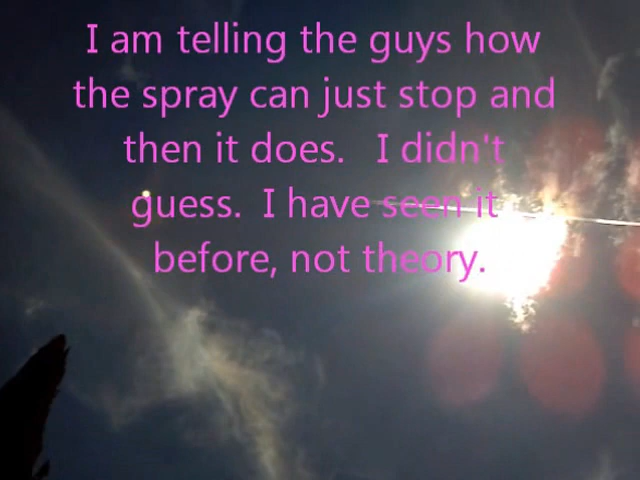 I am telling the guys how
the spray can just stop and
then it does.   I didn't
guess.  I have seen it
before, not theory.